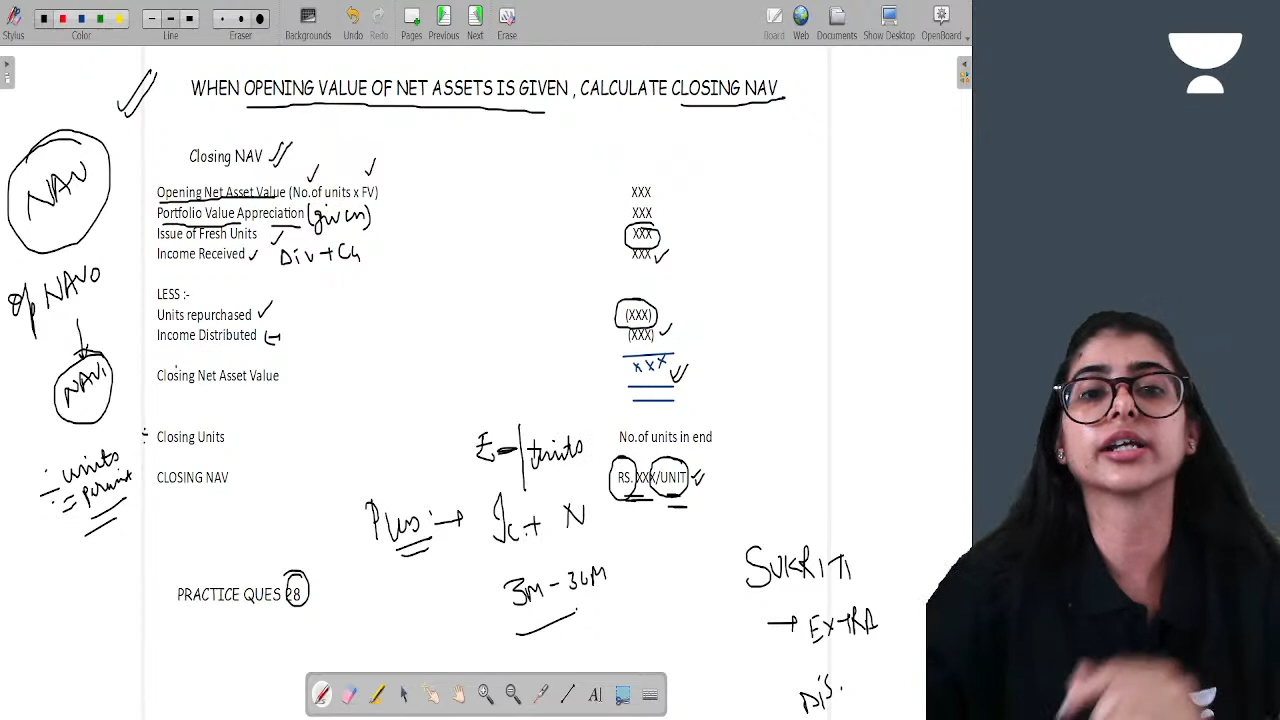 Stylus Color Line Eraser Backgrounds Undo Redo Pages Previous Next Erase Board Web Documents Show Desktop OpenBoard
WHEN OPENING VALUE OF NET ASSETS IS GIVEN , CALCULATE CLOSING NAV
NAV
Closing NAV
Opening Net Asset Value (No.of units x FV) XXX
Portfolio Value Appreciation (given) XXX
Issue of Fresh Units XXX
Income Received Div + CG XXX
LESS :-
Op NAV0
Units repurchased (XXX)
Income Distributed (XXX)
XXX
NAV1
Closing Net Asset Value
÷ Closing Units No.of units in end
÷ units
CLOSING NAV RS. XXX/UNIT
Plus
3M - 36M
SUKRITI
PRACTICE QUES 28
→ EXTRA
Dis.